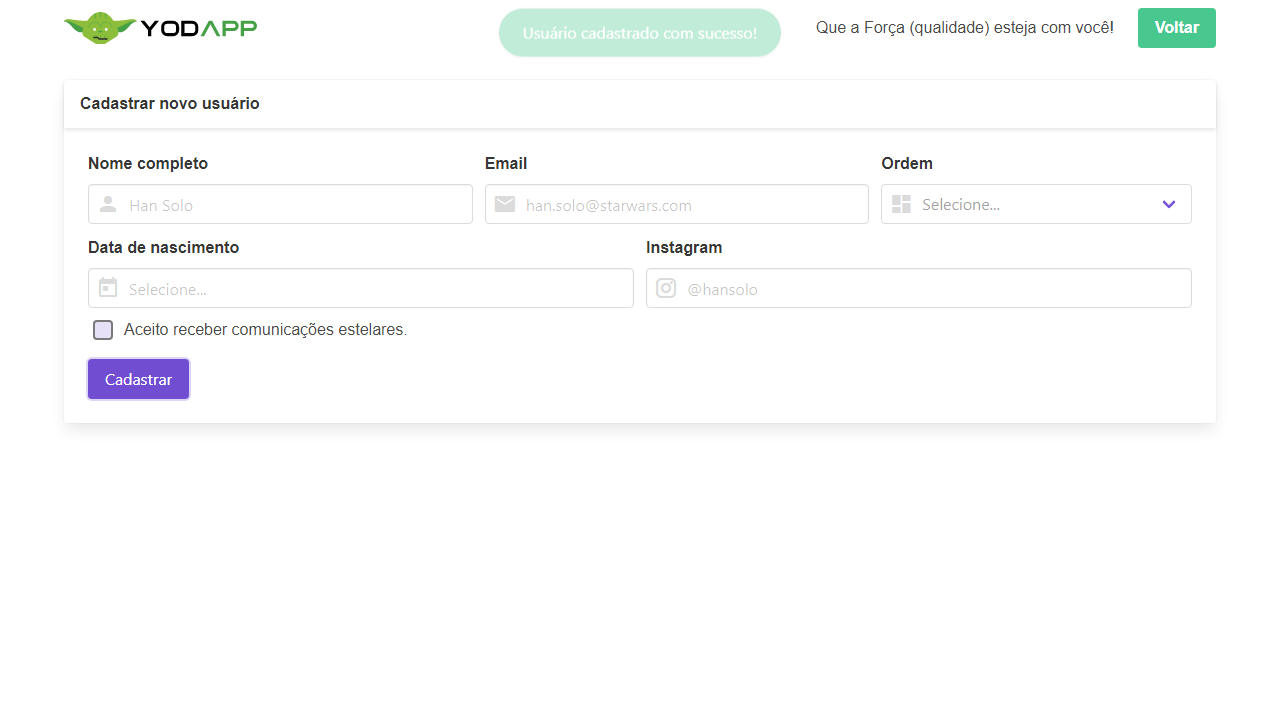 YODAPP
Usuário cadastrado com sucesso!
Que a Força (qualidade) esteja com você!
Voltar
Cadastrar novo usuário
Nome completo
Email
Ordem
Han Solo
han.solo@starwars.com
Selecione...
Data de nascimento
Instagram
Selecione...
@hansolo
Aceito receber comunicações estelares.
Cadastrar